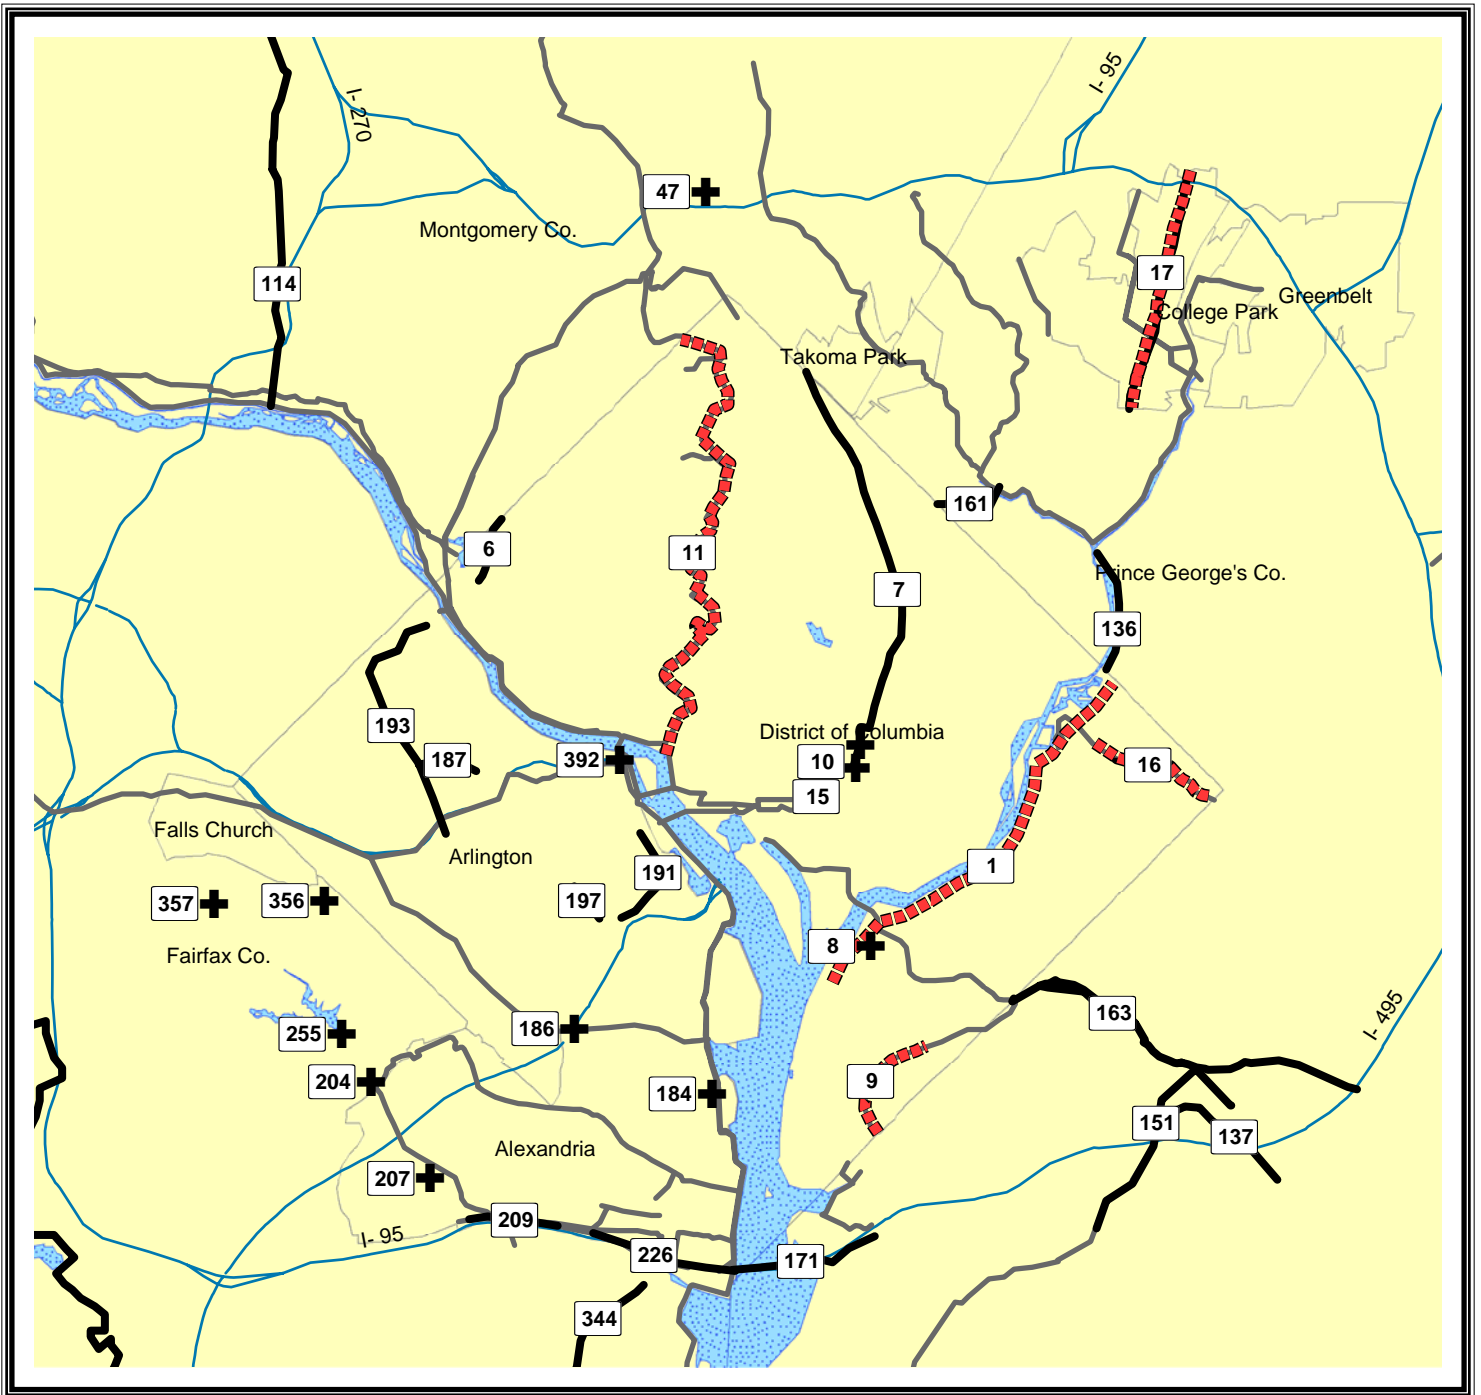 I- 95
I- 270
47
Montgomery Co.
17
114
Greenbelt
College Park
Takoma Park
161
6
11
Prince George's Co.
7
136
193
District of Columbia
187
392
10
16
15
Falls Church
Arlington
1
191
197
356
357
8
Fairfax Co.
163
I- 495
186
255
9
204
184
151
137
Alexandria
207
209
I- 95
226
171
344